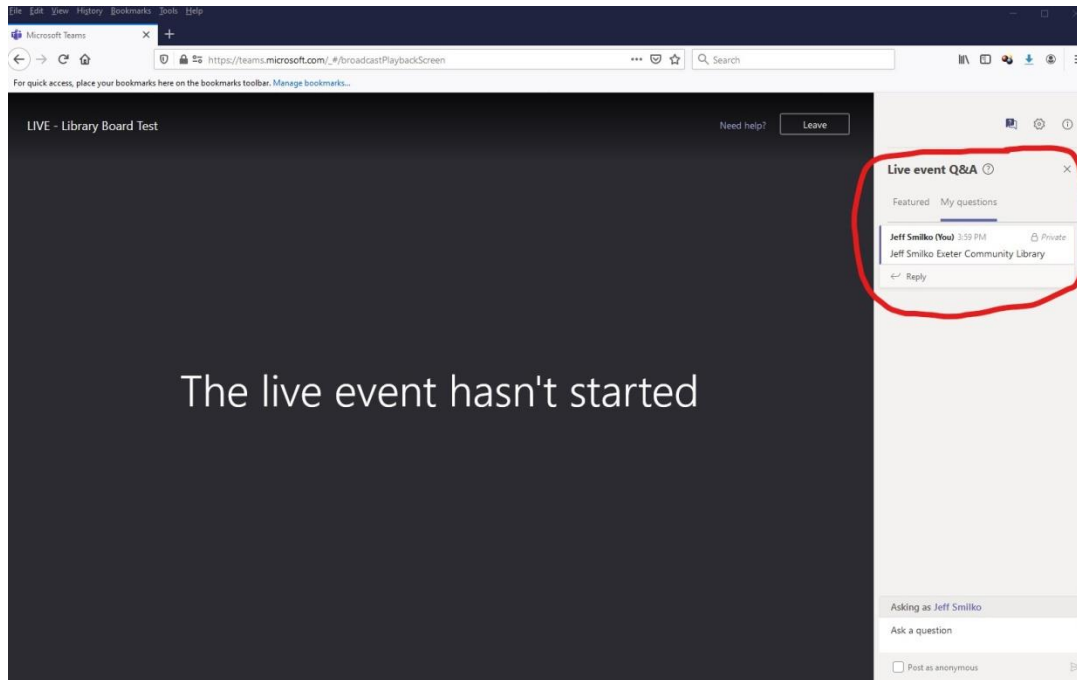 File Edit View History Bookmarks Tools Help
Microsoft Teams
https://teams.microsoft.com/_#/broadcastPlaybackScreen
Search
For quick access, place your bookmarks here on the bookmarks toolbar. Manage bookmarks...
LIVE - Library Board Test
Need help?
Leave
The live event hasn't started
Live event Q&A
Featured My questions
Jeff Smilko (You) 3:59 PM Private
Jeff Smilko Exeter Community Library
Reply
Asking as Jeff Smilko
Ask a question
Post as anonymous